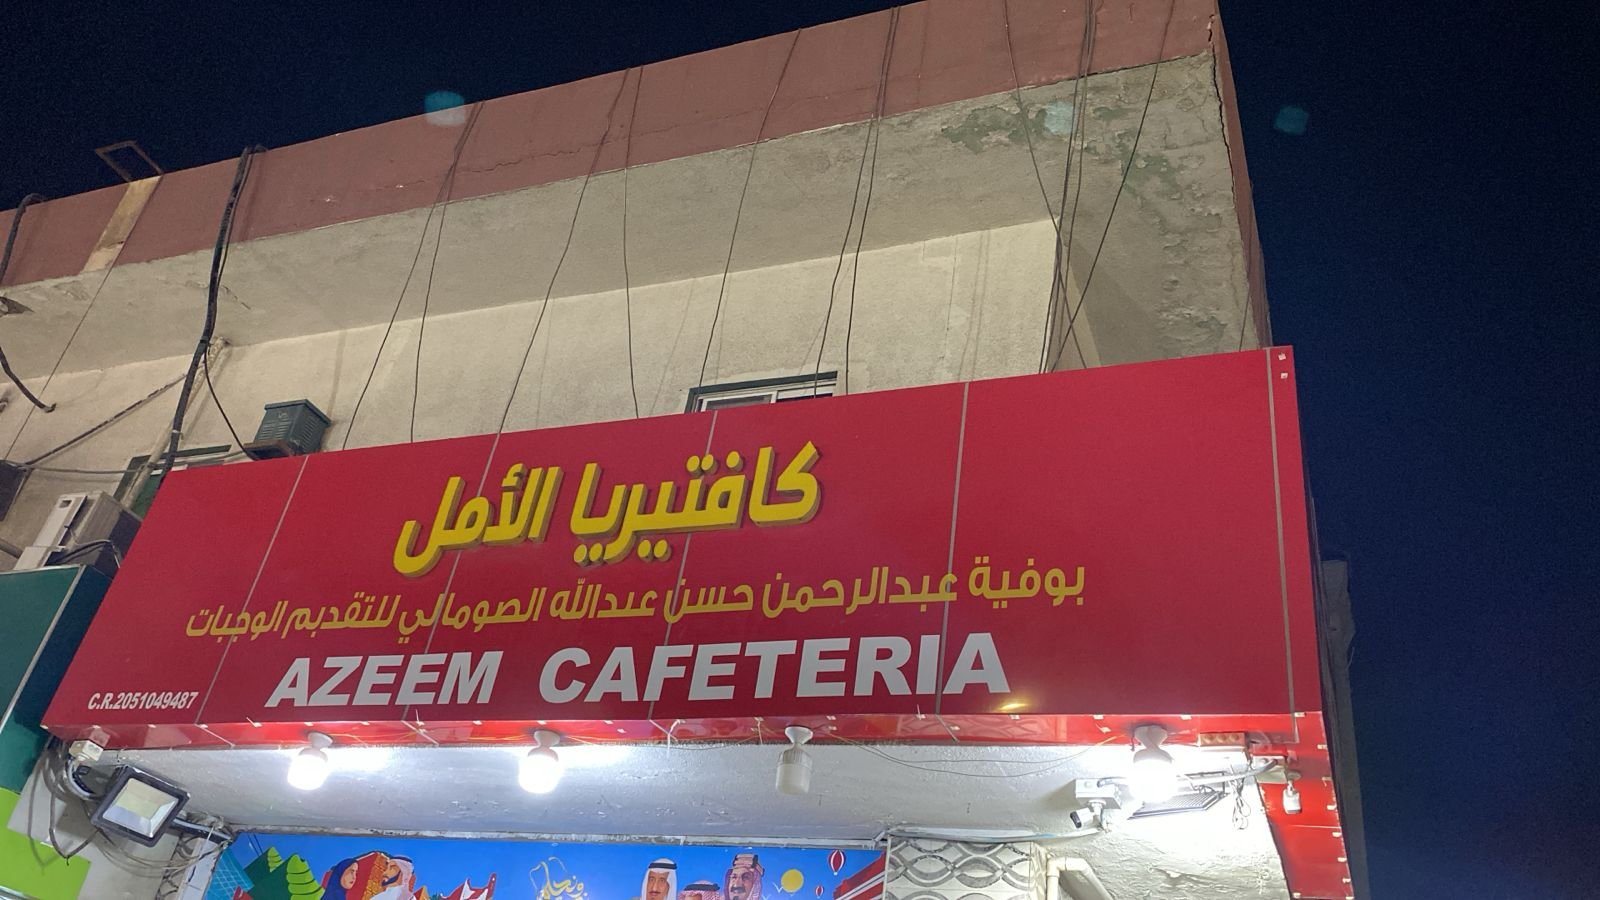 كافتيريا الأمل
بوفية عبدالرحمن حسن عبدالله الصومالي للتقديم الوجبات
AZEEM CAFETERIA
C.R.2051049487